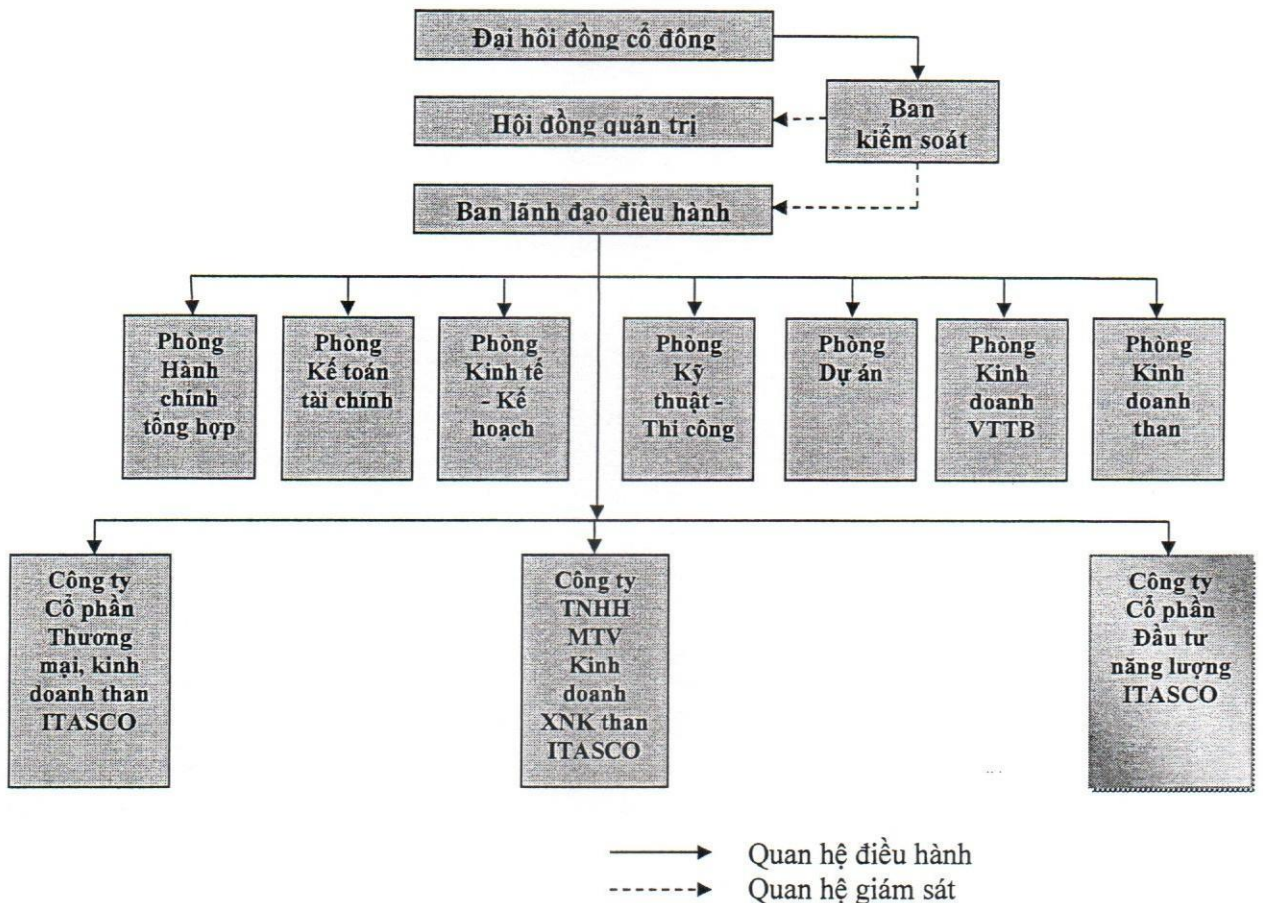 Đại hôi đồng cổ đông
Ban
kiểm soát
Hội đồng quản trị
Ban lãnh đạo điều hành
Phòng
Hành
chính
tổng hợp
Phòng
Kế toán
tài chính
Phòng
Kinh tế
- Kế
hoạch
Phòng
Kỹ
thuật -
Thi công
Phòng
Dự án
Phòng
Kinh
doanh
VTTB
Phòng
Kinh
doanh
than
Công ty
Cổ phần
Thương
mại, kinh
doanh than
ITASCO
Công ty
TNHH
MTV
Kinh
doanh
XNK than
ITASCO
Công ty
Cổ phần
Đầu tư
năng lượng
ITASCO
Quan hệ điều hành
Quan hệ giám sát